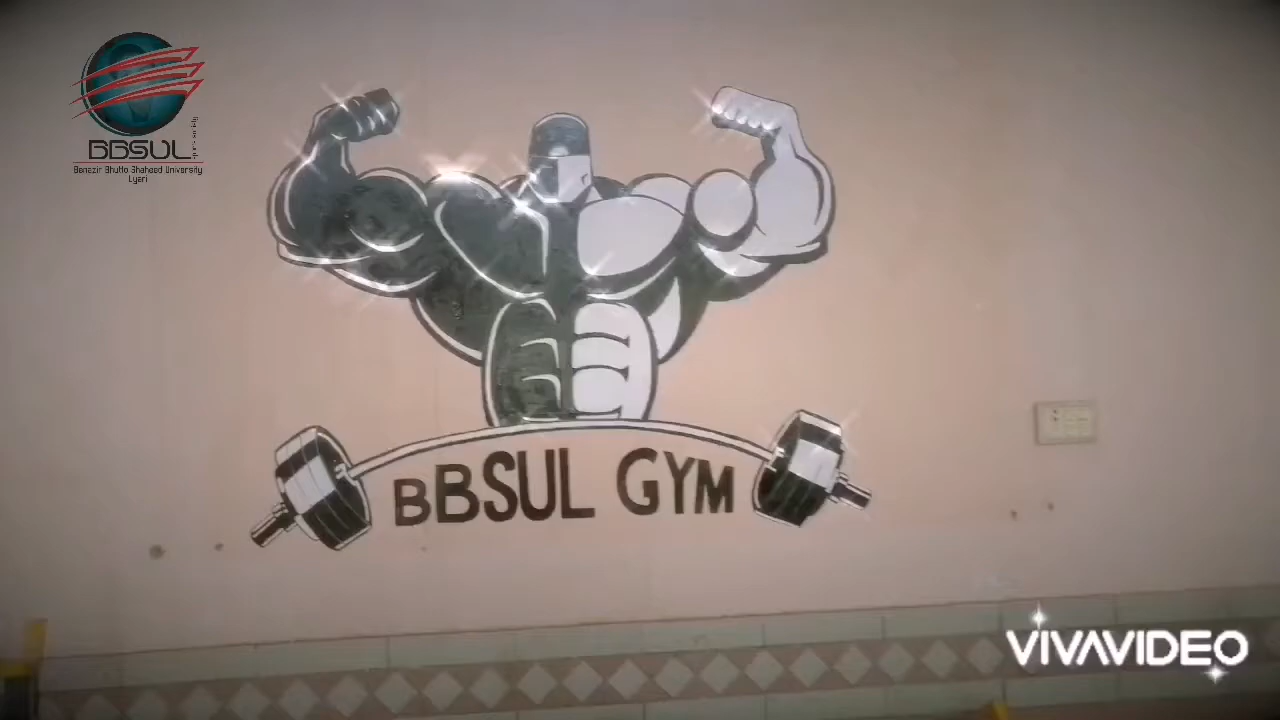 BBSUL
Benazir Bhutto Shaheed University
Lyari
BBSUL GYM
VIVAVIDEO